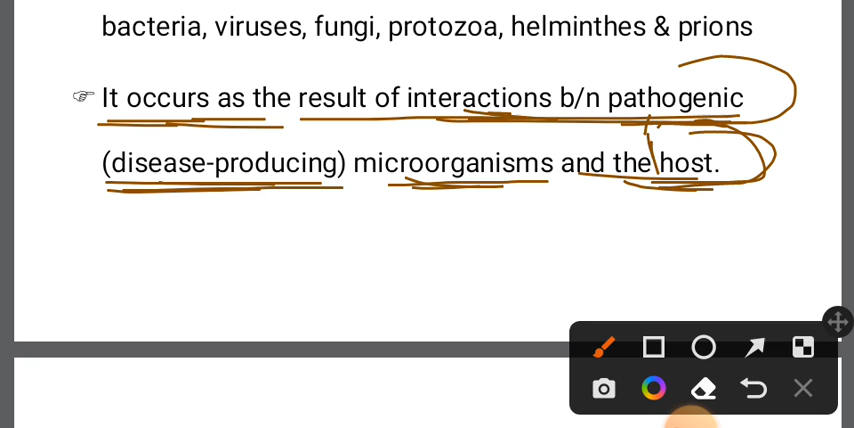 bacteria, viruses, fungi, protozoa, helminthes & prions
☞ It occurs as the result of interactions b/n pathogenic
(disease-producing) microorganisms and the host.